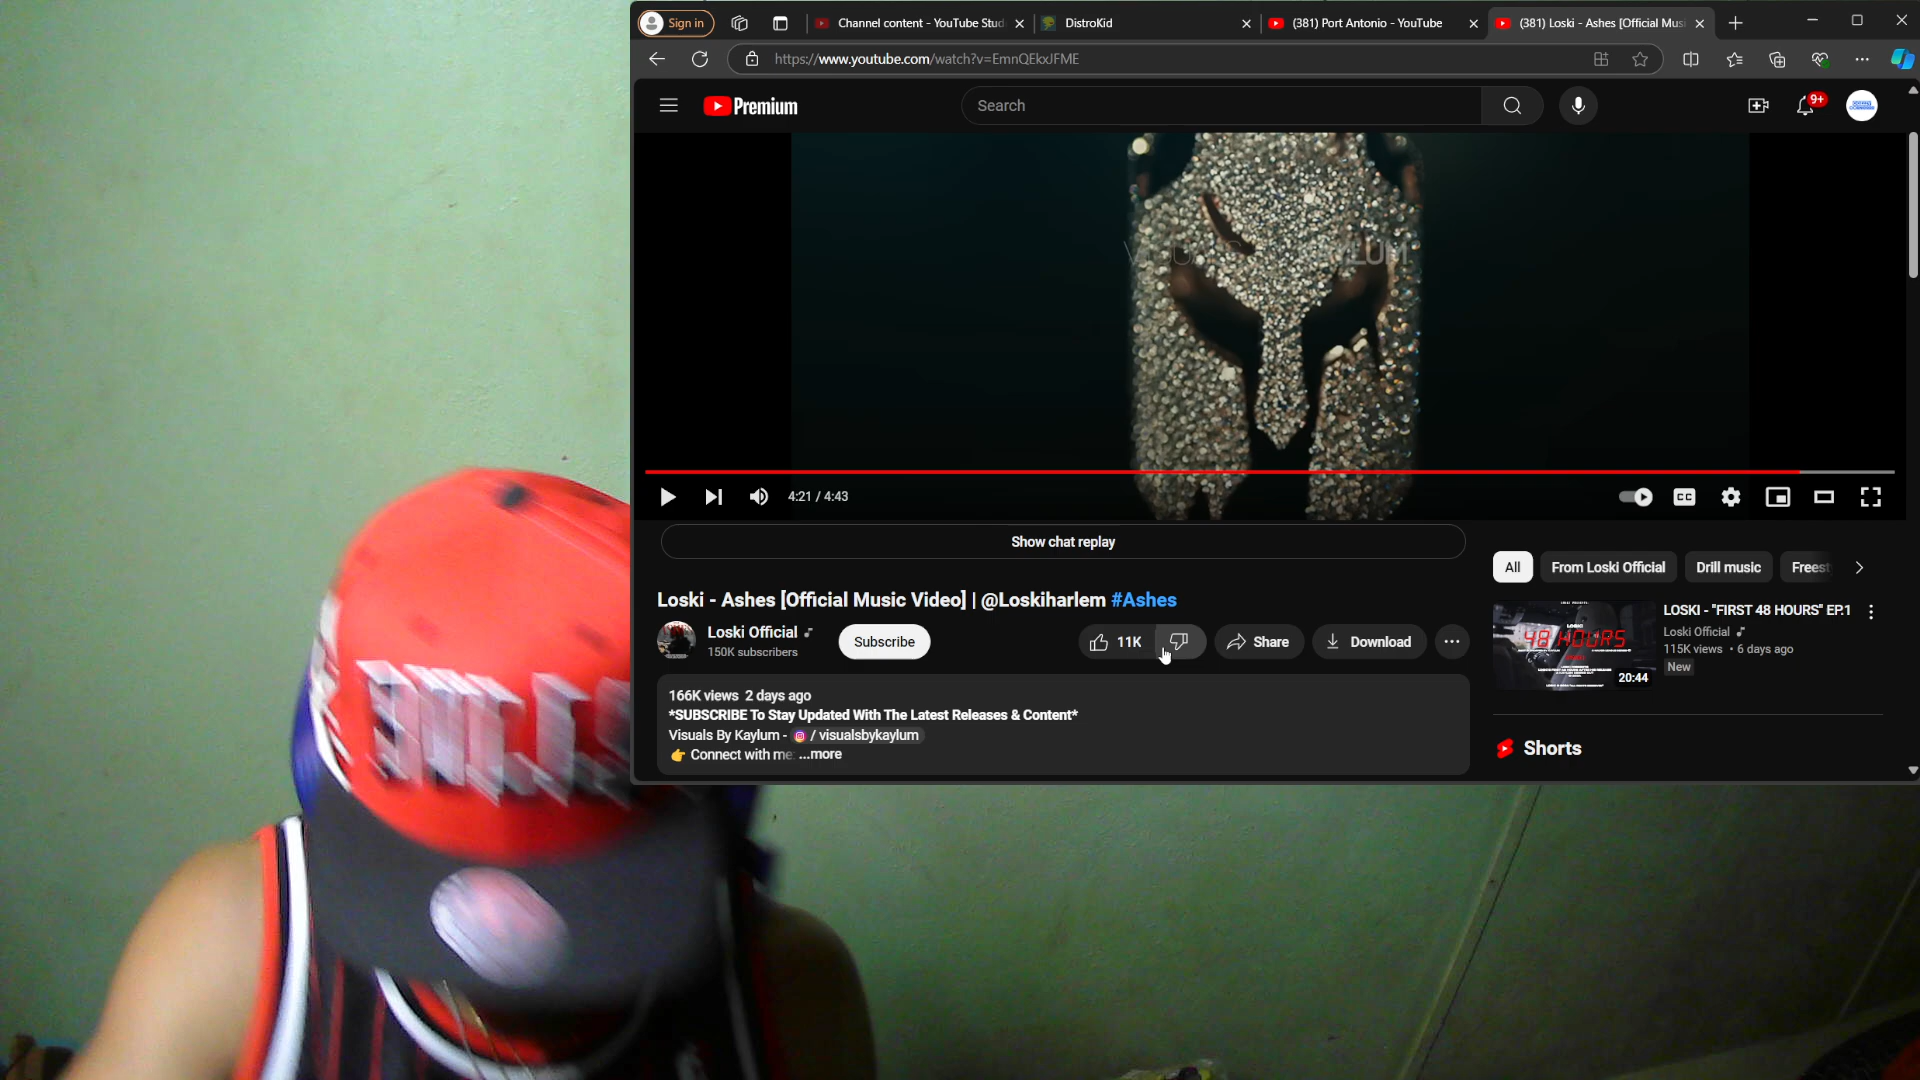 Sign in
Channel content - YouTube Stud
DistroKid
(381) Port Antonio - YouTube
(381) Loski - Ashes [Official Musi
https://www.youtube.com/watch?v=EmnQEkxJFME
Premium
Search
9+
4:21 / 4:43
CC
Show chat replay
All
From Loski Official
Drill music
Freest
Loski - Ashes [Official Music Video] | @Loskiharlem #Ashes
Loski Official
150K subscribers
Subscribe
11K
Share
Download
166K views 2 days ago
*SUBSCRIBE To Stay Updated With The Latest Releases & Content*
Visuals By Kaylum - / visualsbykaylum
👉 Connect with me: ...more
LOSKI - "FIRST 48 HOURS" EP.1
Loski Official
115K views • 6 days ago
New
48 HOURS
20:44
Shorts